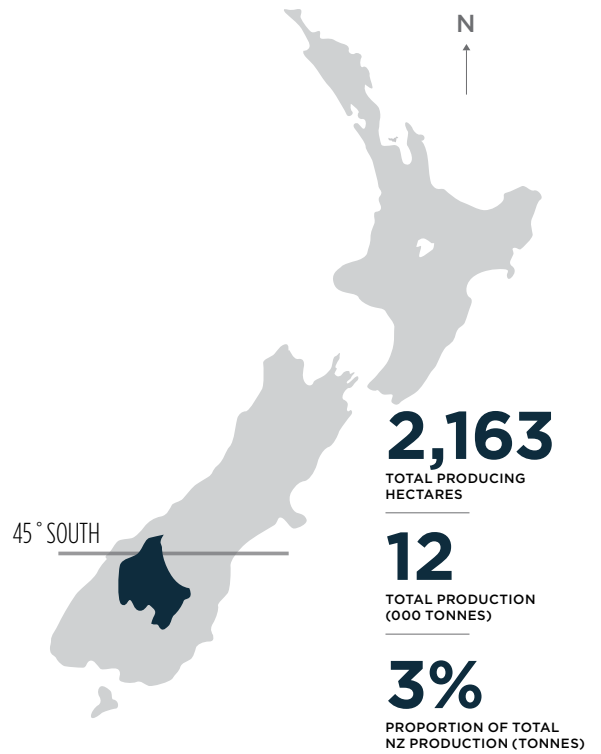 N
2,163
TOTAL PRODUCING
HECTARES
45° SOUTH
12
TOTAL PRODUCTION
(000 TONNES)
3%
PROPORTION OF TOTAL
NZ PRODUCTION (TONNES)